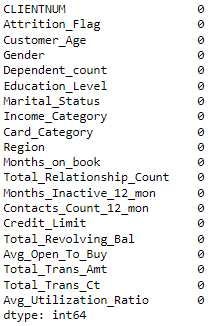 CLIENTNUM 0
Attrition_Flag 0
Customer_Age 0
Gender 0
Dependent_count 0
Education_Level 0
Marital_Status 0
Income_Category 0
Card_Category 0
Region 0
Months_on_book 0
Total_Relationship_Count 0
Months_Inactive_12_mon 0
Contacts_Count_12_mon 0
Credit_Limit 0
Total_Revolving_Bal 0
Avg_Open_To_Buy 0
Total_Trans_Amt 0
Total_Trans_Ct 0
Avg_Utilization_Ratio 0
dtype: int64